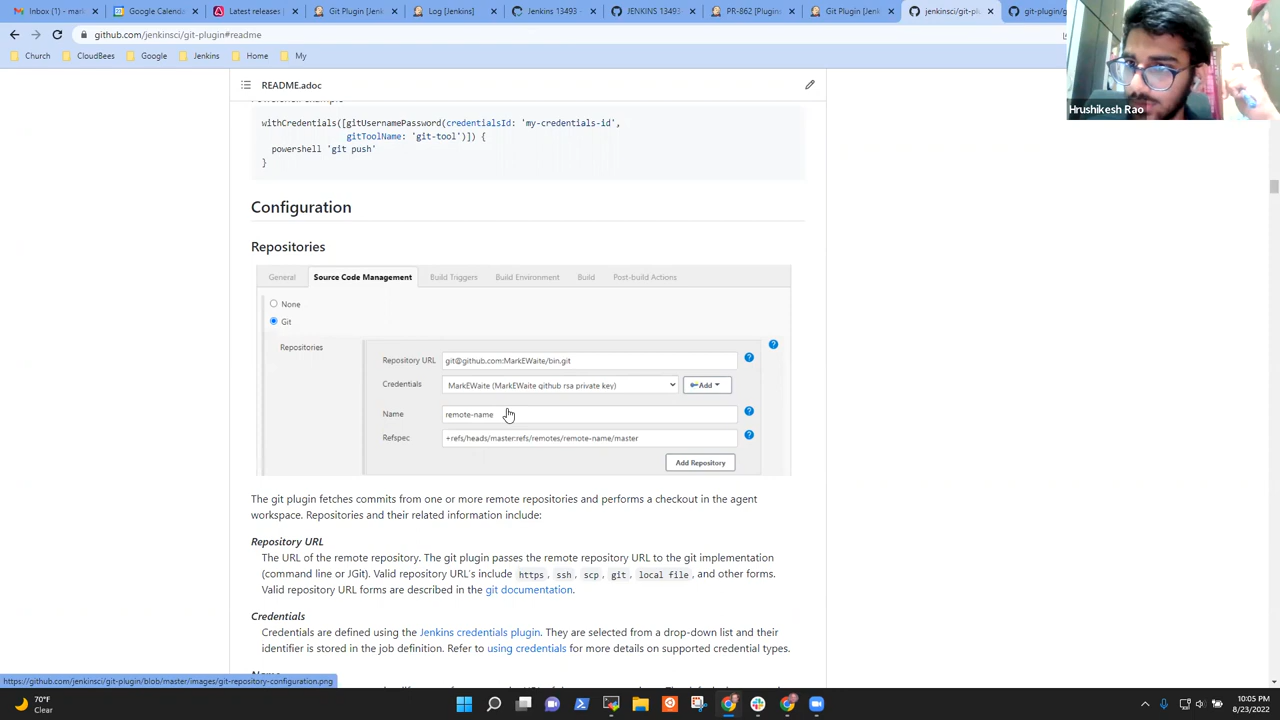 Inbox (1) - mark
Google Calenda
Latest releases
Git Plugin [Jenk
Log [Jenkins]
Jenkins 13493 -
JENKINS 13493
PR-862 [Plugins
Git Plugin [Jenk
jenkinsci/git-pl
git-plugin/g
github.com/jenkinsci/git-plugin#readme
Church
CloudBees
Google
Jenkins
Home
My
Hrushikesh Rao
README.adoc
withCredentials([gitUsernamePassword(credentialsId: 'my-credentials-id',
gitToolName: 'git-tool')]) {
powershell 'git push'
}
Configuration
Repositories
General Source Code Management Build Triggers Build Environment Build Post-build Actions
None
Git
Repositories
Repository URL git@github.com:MarkEWaite/bin.git
Credentials MarkEWaite (MarkEWaite github rsa private key) Add
Name remote-name
Refspec +refs/heads/master:refs/remotes/remote-name/master
Add Repository
The git plugin fetches commits from one or more remote repositories and performs a checkout in the agent
workspace. Repositories and their related information include:
Repository URL
The URL of the remote repository. The git plugin passes the remote repository URL to the git implementation
(command line or JGit). Valid repository URL's include https, ssh, scp, git, local file, and other forms.
Valid repository URL forms are described in the git documentation.
Credentials
Credentials are defined using the Jenkins credentials plugin. They are selected from a drop-down list and their
identifier is stored in the job definition. Refer to using credentials for more details on supported credential types.
https://github.com/jenkinsci/git-plugin/blob/master/images/git-repository-configuration.png
70°F
Clear
10:05 PM
8/23/2022